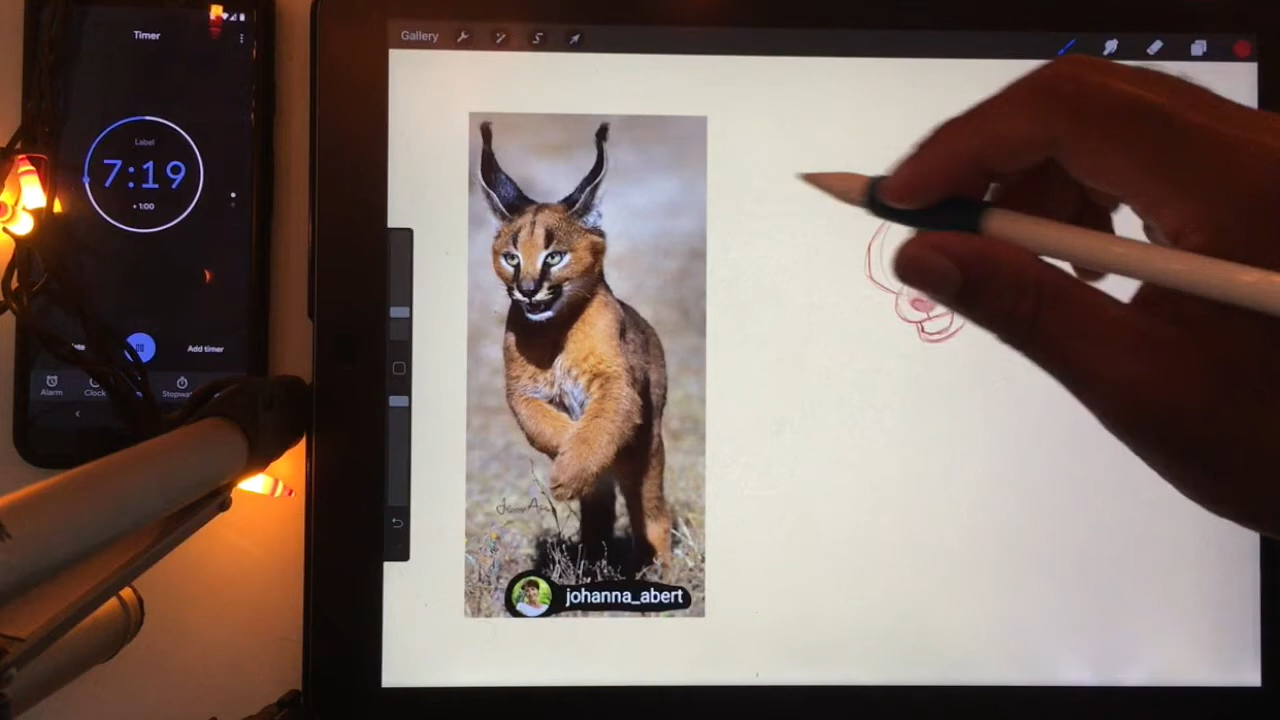 Timer
Label
7:19
+ 1:00
Add timer
Alarm
Clock
Gallery
johanna_abert